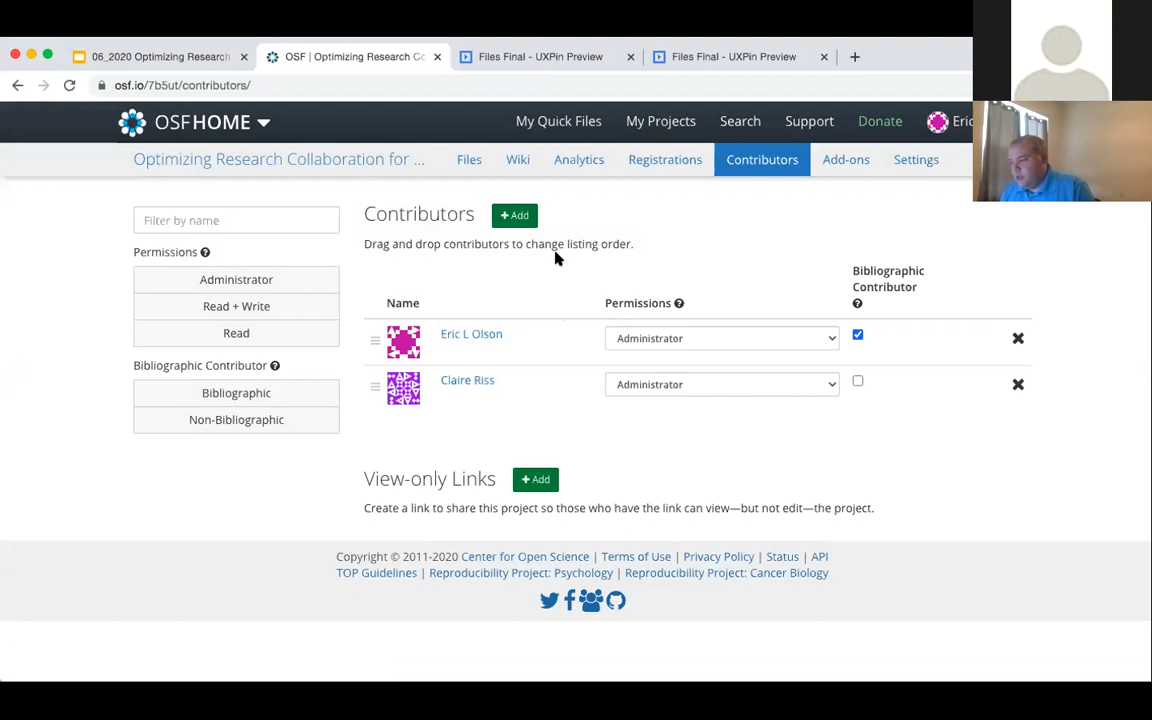 06_2020 Optimizing Research
OSF | Optimizing Research Co
Files Final - UXPin Preview
Files Final - UXPin Preview
osf.io/7b5ut/contributors/
OSFHOME
My Quick Files
My Projects
Search
Support
Donate
Eric
Optimizing Research Collaboration for ...
Files
Wiki
Analytics
Registrations
Contributors
Add-ons
Settings
Filter by name
Permissions
Administrator
Read + Write
Read
Bibliographic Contributor
Bibliographic
Non-Bibliographic
Contributors
+ Add
Drag and drop contributors to change listing order.
Name
Permissions
Bibliographic
Contributor
Eric L Olson
Administrator
Claire Riss
Administrator
View-only Links
+ Add
Create a link to share this project so those who have the link can view—but not edit—the project.
Copyright © 2011-2020 Center for Open Science | Terms of Use | Privacy Policy | Status | API
TOP Guidelines | Reproducibility Project: Psychology | Reproducibility Project: Cancer Biology